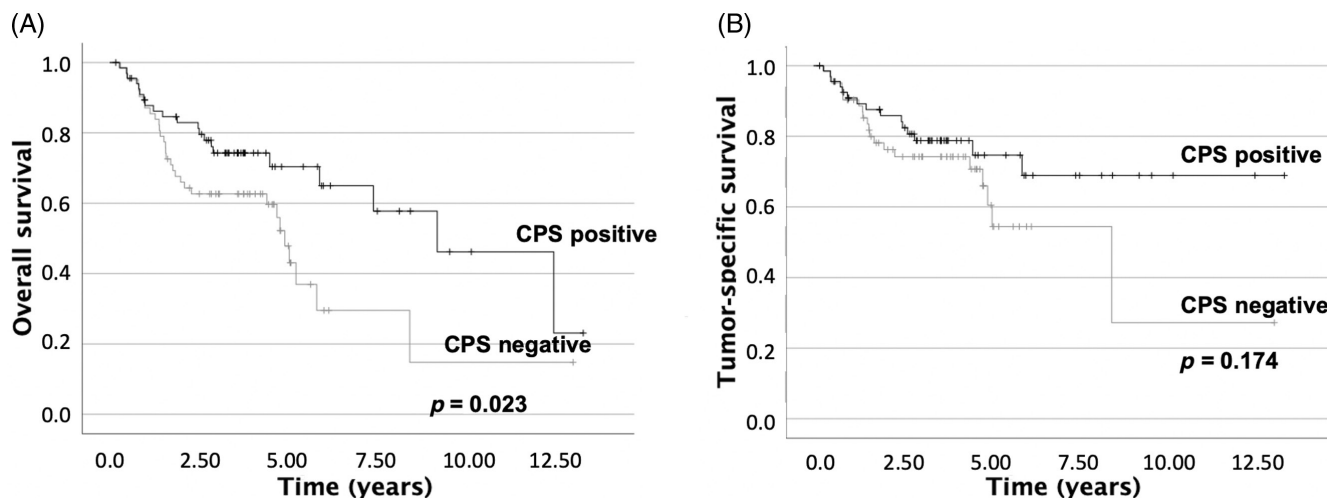 (A)
Overall survival
1.0
0.8
0.6
0.4
0.2
0.0
CPS positive
CPS negative
p = 0.023
0.0 2.50 5.00 7.50 10.00 12.50
Time (years)
(B)
Tumor-specific survival
1.0
0.8
0.6
0.4
0.2
0.0
CPS positive
CPS negative
p = 0.174
0.0 2.50 5.00 7.50 10.00 12.50
Time (years)